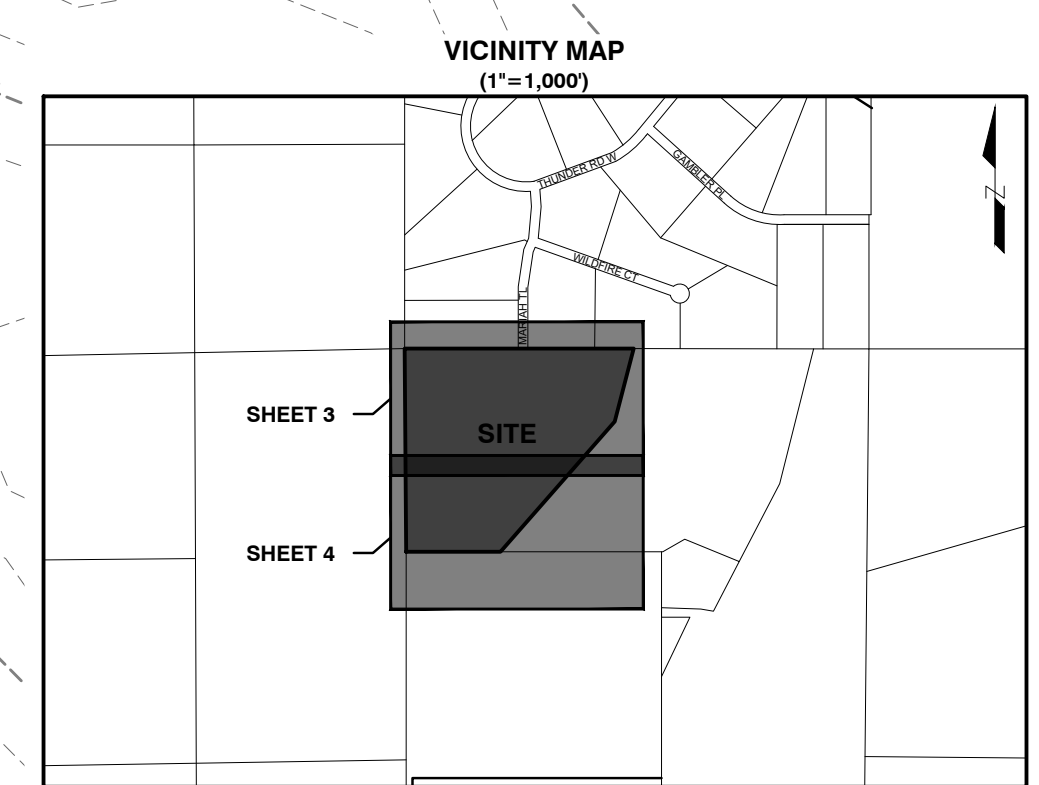 VICINITY MAP
(1"=1,000')
THUNDER RD W
GAMBLER PL
N
WILDFIRE CT
MARIAH TL
SHEET 3
SITE
SHEET 4